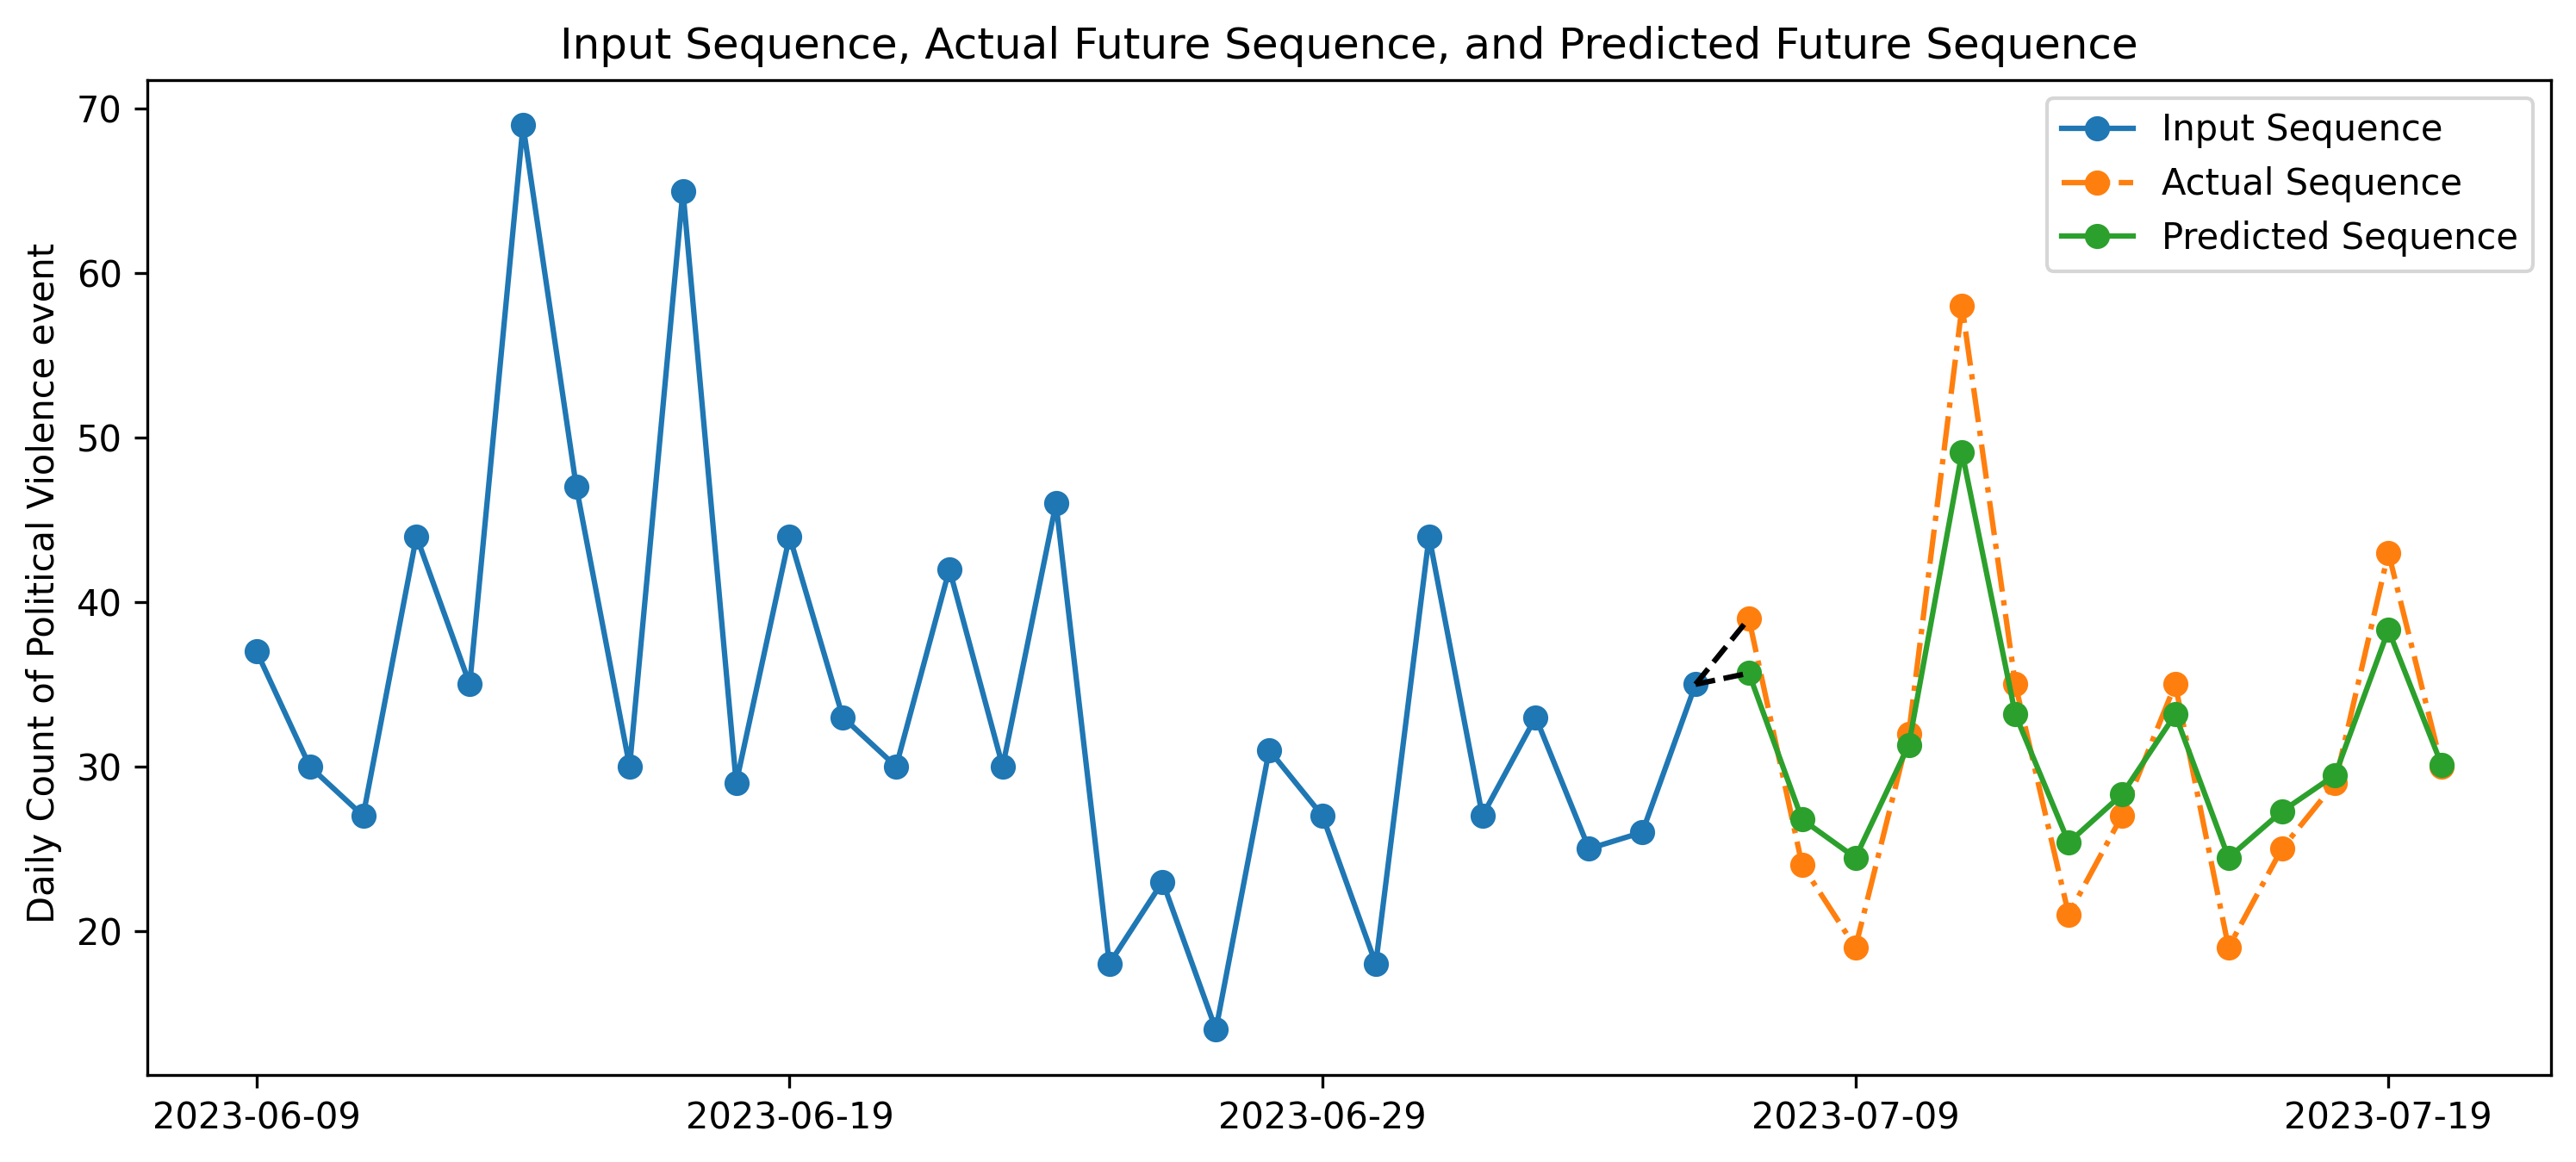 Input Sequence, Actual Future Sequence, and Predicted Future Sequence
Daily Count of Political Violence event
70
60
50
40
30
20
Input Sequence
Actual Sequence
Predicted Sequence
2023-06-09
2023-06-19
2023-06-29
2023-07-09
2023-07-19